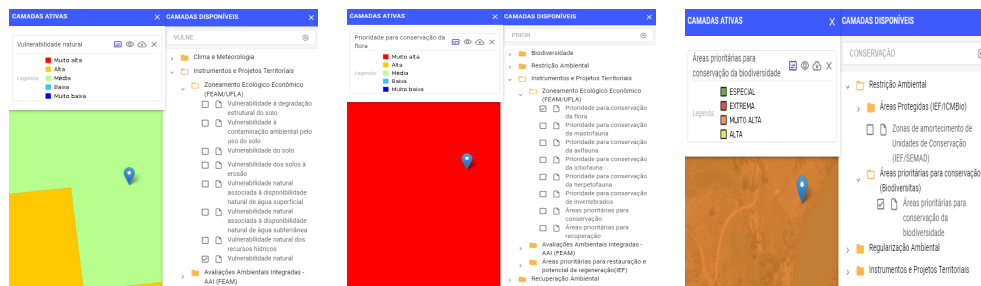 CAMADAS ATIVAS
X
CAMADAS DISPONÍVEIS
X
Vulnerabilidade natural
Legenda:
Muito alta
Alta
Média
Baixa
Muito baixa
VULNE
Clima e Meteorologia
Instrumentos e Projetos Territoriais
Zoneamento Ecológico Econômico
(FEAM/UFLA)
Vulnerabilidade à degradação
estrutural do solo
Vulnerabilidade à
contaminação ambiental pelo
uso do solo
Vulnerabilidade do solo
Vulnerabilidade dos solos à
erosão
Vulnerabilidade natural
associada à disponibilidade
natural de água superficial
Vulnerabilidade natural
associada à disponibilidade
natural de água subterrânea
Vulnerabilidade natural dos
recursos hídricos
Vulnerabilidade natural
Avaliações Ambientais Integradas -
AAI (FEAM)
CAMADAS ATIVAS
X
CAMADAS DISPONÍVEIS
X
Prioridade para conservação da
flora
Legenda:
Muito alta
Alta
Média
Baixa
Muito baixa
PRIOR
Biodiversidade
Restrição Ambiental
Instrumentos e Projetos Territoriais
Zoneamento Ecológico Econômico
(FEAM/UFLA)
Prioridade para conservação
da flora
Prioridade para conservação
da mastofauna
Prioridade para conservação
da avifauna
Prioridade para conservação
da ictiofauna
Prioridade para conservação
da herpetofauna
Prioridade para conservação
de invertebrados
Áreas prioritárias para
conservação
Áreas prioritárias para
recuperação
Avaliações Ambientais Integradas -
AAI (FEAM)
Áreas prioritárias para restauração e
potencial de regeneração(IEF)
Recuperação Ambiental
CAMADAS ATIVAS
X
CAMADAS DISPONÍVEIS
Áreas prioritárias para
conservação da biodiversidade
Legenda:
ESPECIAL
EXTREMA
MUITO ALTA
ALTA
CONSERVAÇÃO
Restrição Ambiental
Áreas Protegidas (IEF/ICMBio)
Zonas de amortecimento de
Unidades de Conservação
(IEF/SEMAD)
Áreas prioritárias para conservação
(Biodiversitas)
Áreas prioritárias para
conservação da
biodiversidade
Regularização Ambiental
Instrumentos e Projetos Territoriais